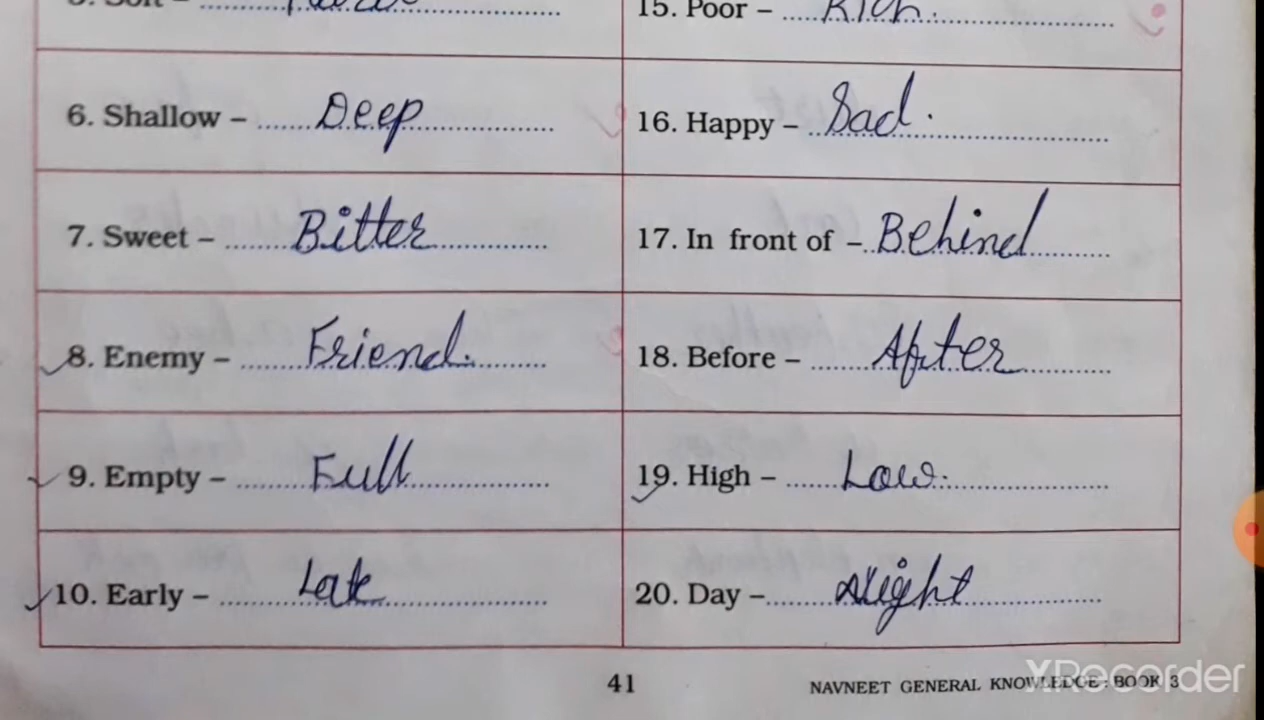 15. Poor – Rich.
6. Shallow – Deep
16. Happy – Sad.
7. Sweet – Bitter
17. In front of – Behind
8. Enemy – Friend.
18. Before – After
9. Empty – Full
19. High – Low.
10. Early – Late
20. Day – Night
41
NAVNEET GENERAL KNOWLEDGE : BOOK 3
XRecorder